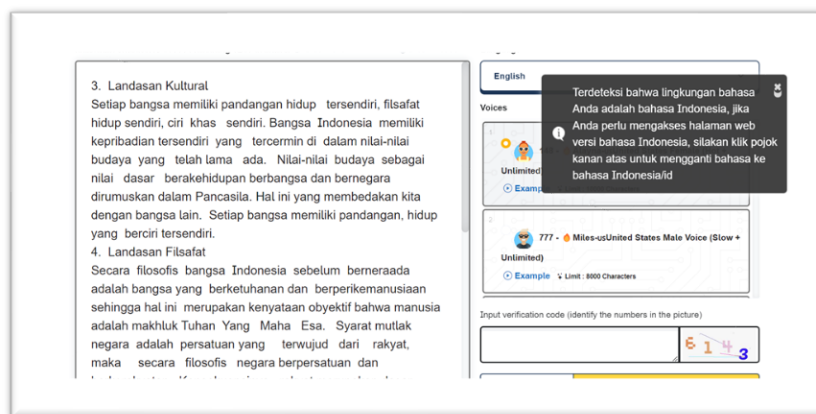 3. Landasan Kultural
Setiap bangsa memiliki pandangan hidup tersendiri, filsafat
hidup sendiri, ciri khas sendiri. Bangsa Indonesia memiliki
kepribadian tersendiri yang tercermin di dalam nilai-nilai
budaya yang telah lama ada. Nilai-nilai budaya sebagai
nilai dasar berakehidupan berbangsa dan bernegara
dirumuskan dalam Pancasila. Hal ini yang membedakan kita
dengan bangsa lain. Setiap bangsa memiliki pandangan, hidup
yang berciri tersendiri.
4. Landasan Filsafat
Secara filosofis bangsa Indonesia sebelum berneraada
adalah bangsa yang berketuhanan dan berperikemanusiaan
sehingga hal ini merupakan kenyataan obyektif bahwa manusia
adalah makhluk Tuhan Yang Maha Esa. Syarat mutlak
negara adalah persatuan yang terwujud dari rakyat,
maka secara filosofis negara berpersatuan dan
English
Voices
Terdeteksi bahwa lingkungan bahasa
Anda adalah bahasa Indonesia, jika
Anda perlu mengakses halaman web
versi bahasa Indonesia, silakan klik pojok
kanan atas untuk mengganti bahasa ke
bahasa Indonesia/id
1
Unlimited)
Example
2
777 - Miles-usUnited States Male Voice (Slow +
Unlimited)
Example Limit : 8000 Characters
Input verification code (identify the numbers in the picture)
6 1 4 3